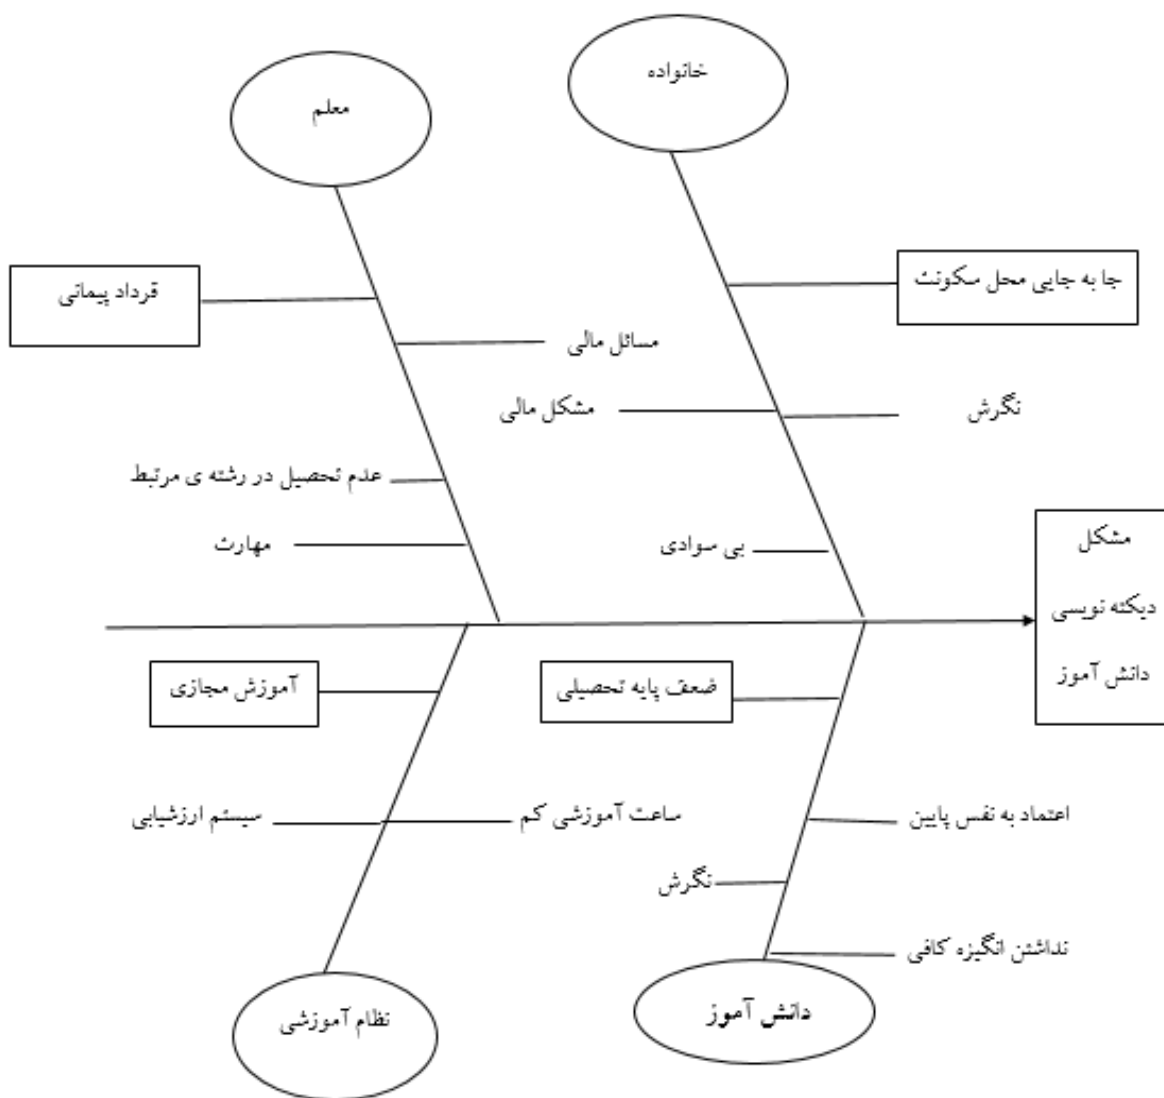 خانواده
معلم
جا به جایی محل سکونت
قرداد پیمانی
مسائل مالی
نگرش
مشکل مالی
عدم تحصیل در رشته ی مرتبط
مهارت
بی سوادی
مشکل
دیکته نویسی
دانش آموز
ضعف پایه تحصیلی
آموزش مجازی
اعتماد به نفس پایین
ساعت آموزشی کم
سیستم ارزشیابی
نگرش
نداشتن انگیزه کافی
دانش آموز
نظام آموزشی